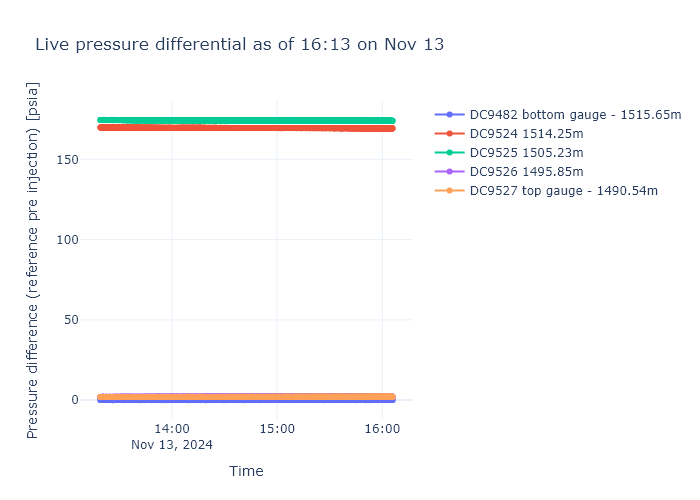 Live pressure differential as of 16:13 on Nov 13
Pressure difference (reference pre injection) [psia]
150
100
50
0
14:00
Nov 13, 2024
15:00
16:00
Time
DC9482 bottom gauge - 1515.65m
DC9524 1514.25m
DC9525 1505.23m
DC9526 1495.85m
DC9527 top gauge - 1490.54m